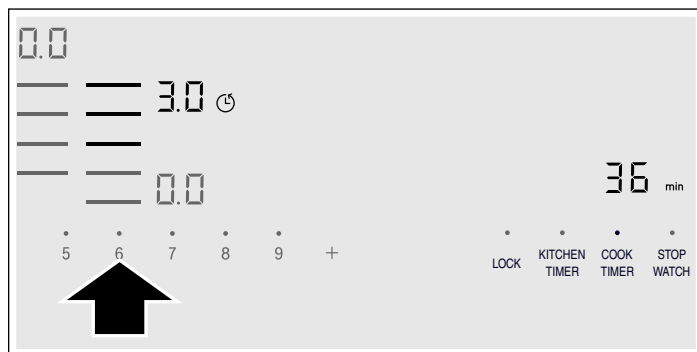 0.0
3.0
36 min
0.0
5 6 7 8 9 +
LOCK KITCHEN TIMER COOK TIMER STOP WATCH